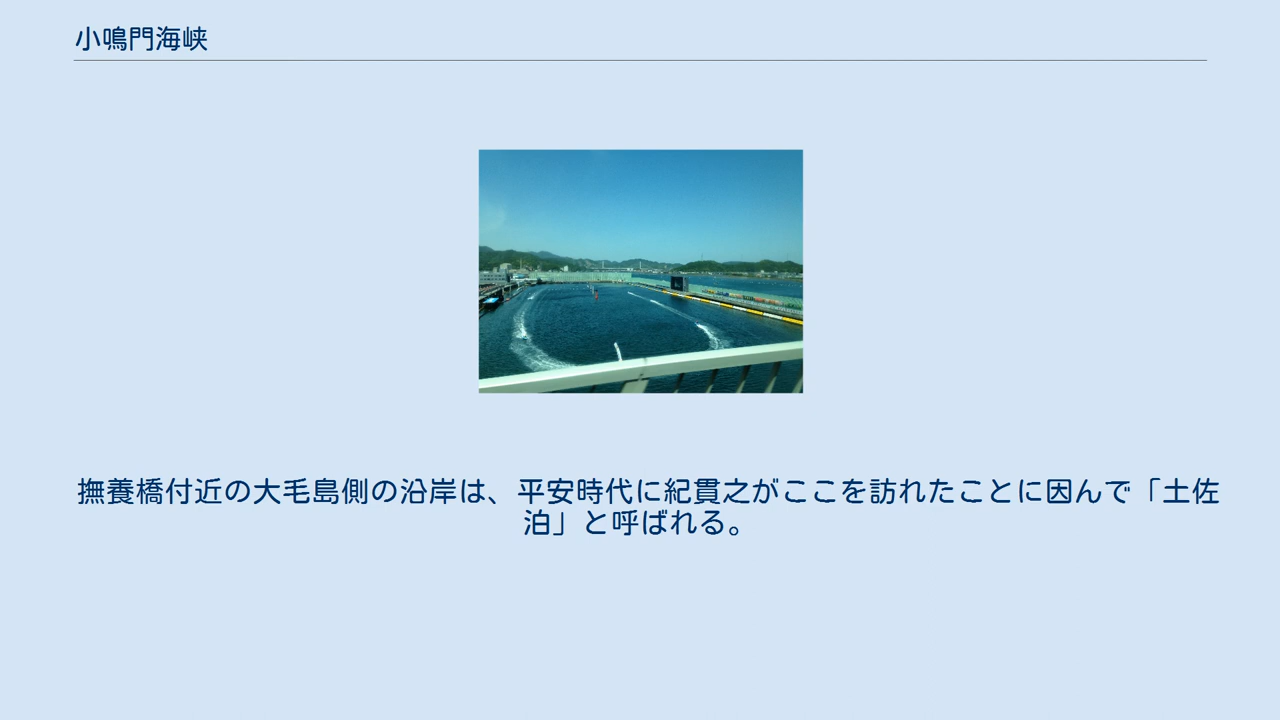 小鳴門海峡
撫養橋付近の大毛島側の沿岸は、平安時代に紀貫之がここを訪れたことに因んで「土佐
泊」と呼ばれる。